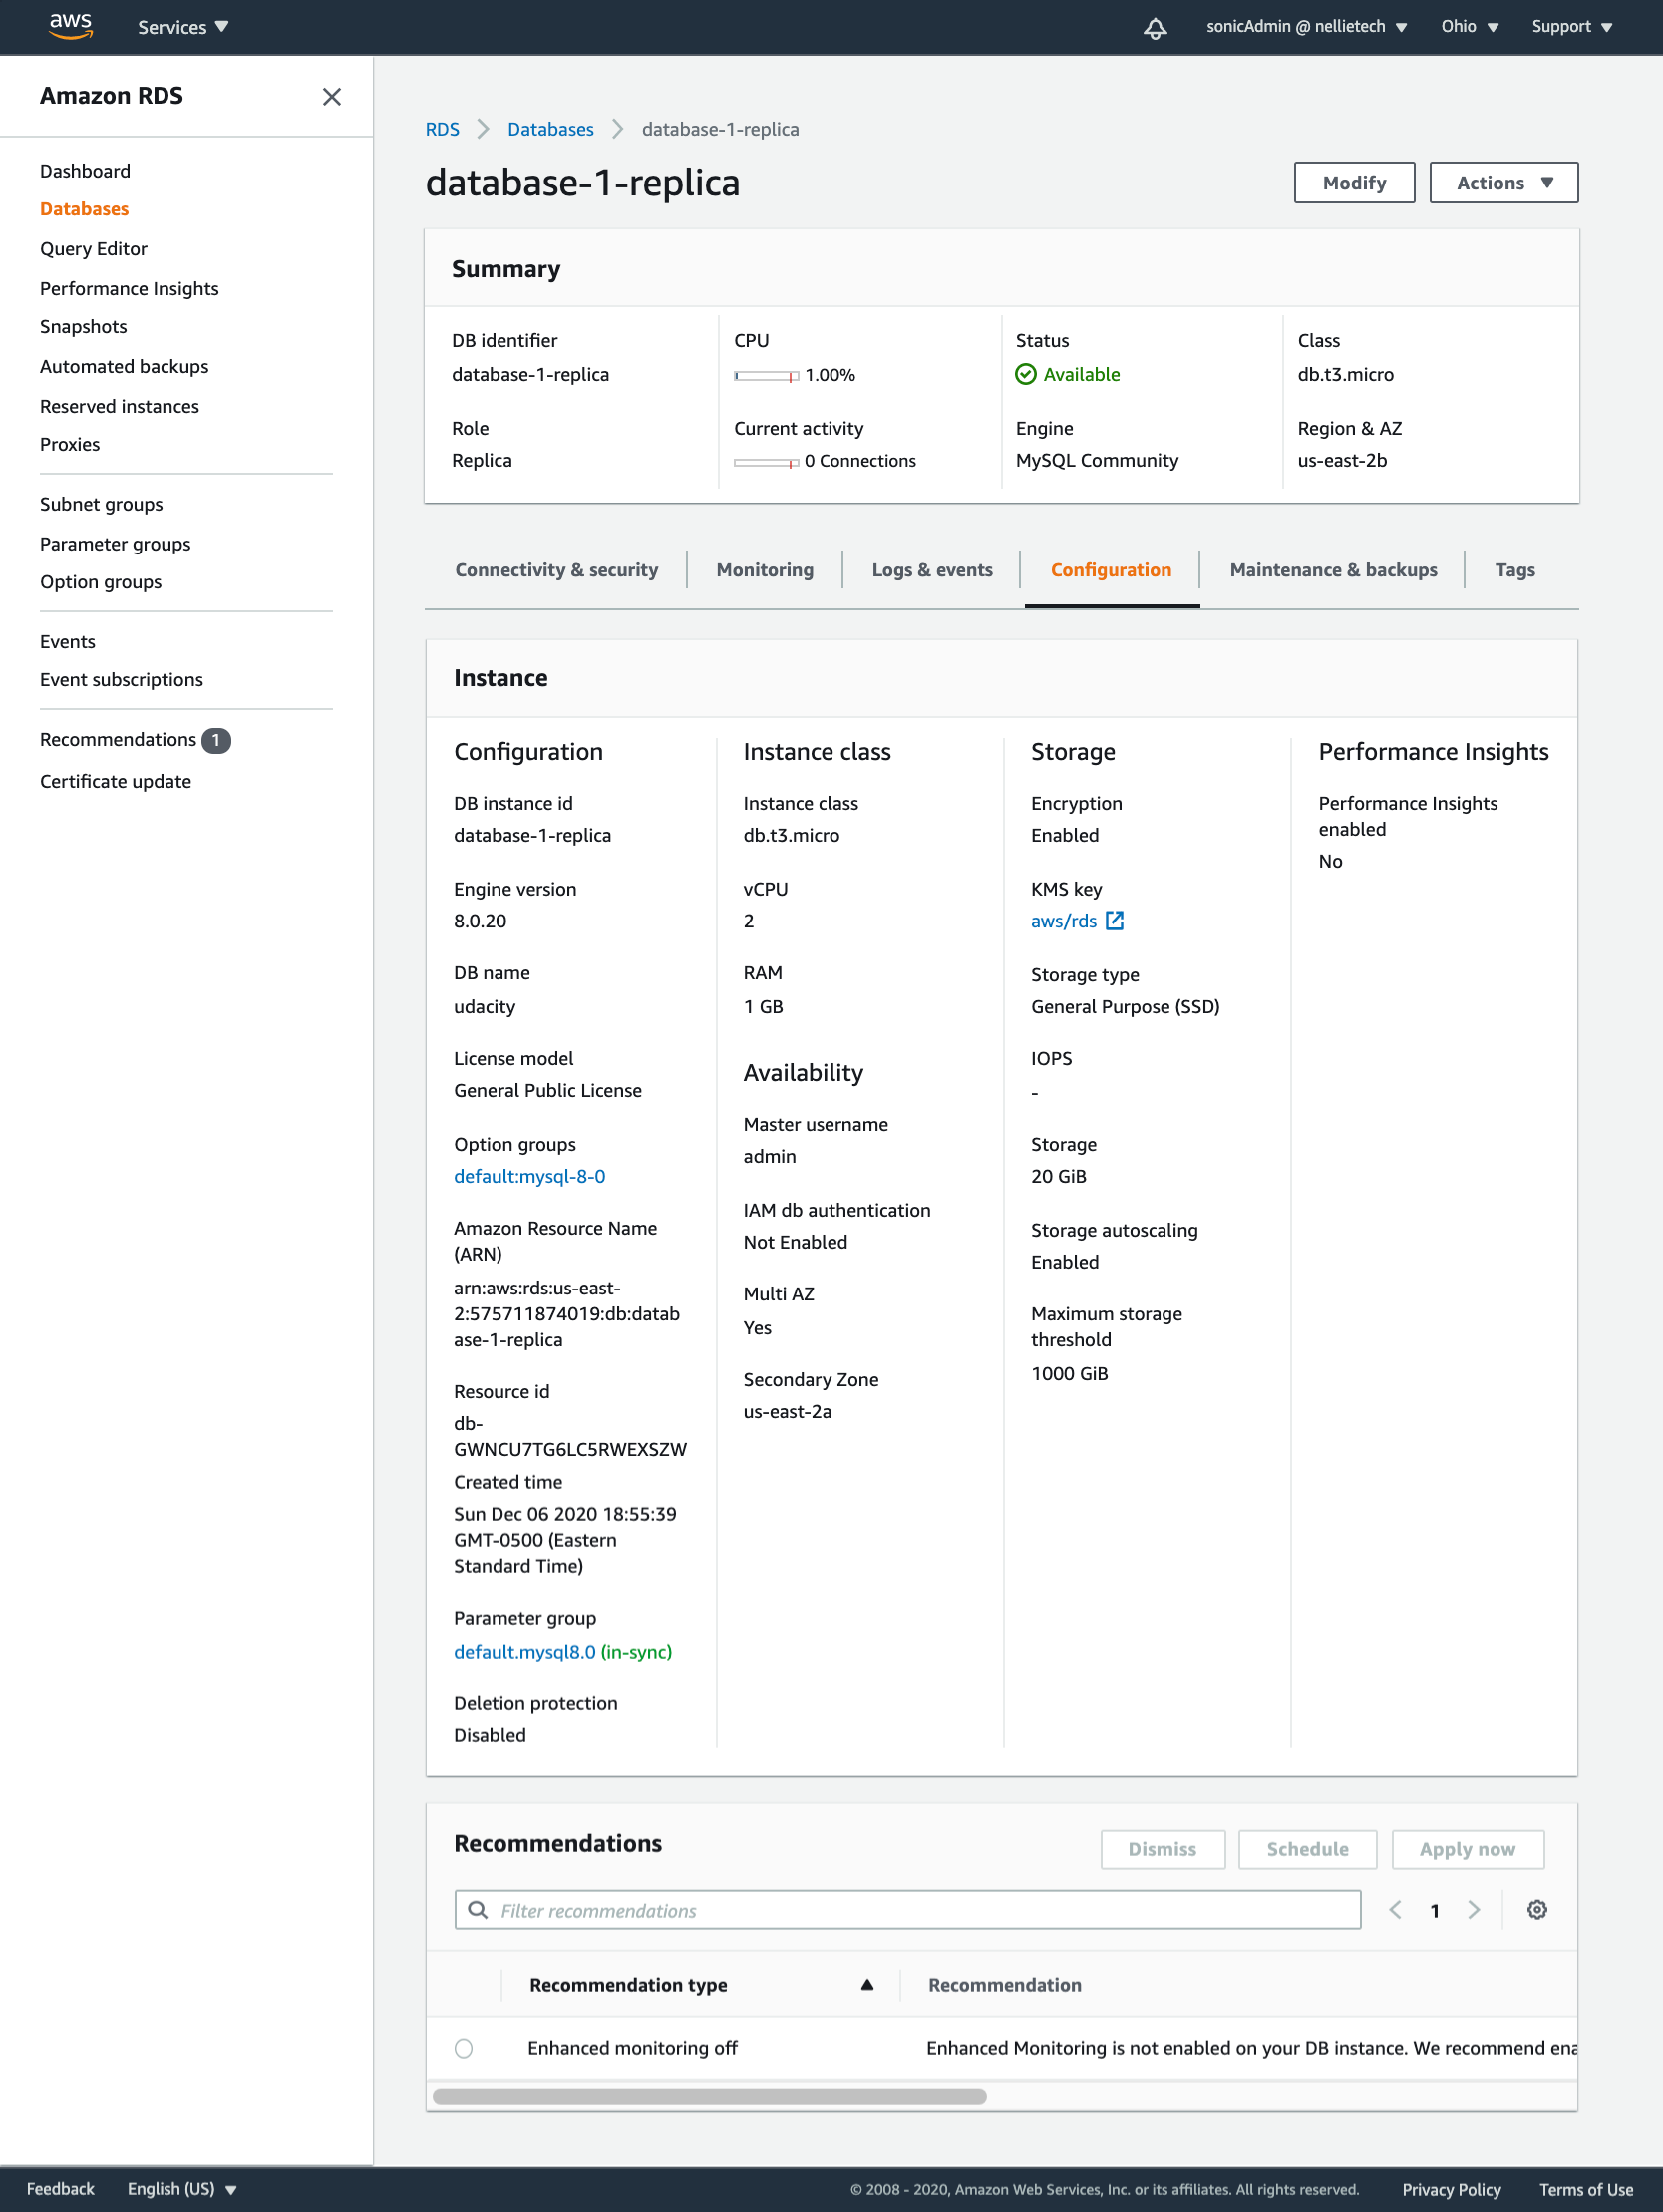 aws
Services
sonicAdmin @ nellietech
Ohio
Support
Amazon RDS
Dashboard
Databases
Query Editor
Performance Insights
Snapshots
Automated backups
Reserved instances
Proxies
Subnet groups
Parameter groups
Option groups
Events
Event subscriptions
Recommendations 1
Certificate update
RDS
Databases
database-1-replica
database-1-replica
Modify
Actions
Summary
DB identifier
database-1-replica
Role
Replica
CPU
1.00%
Current activity
0 Connections
Status
Available
Engine
MySQL Community
Class
db.t3.micro
Region & AZ
us-east-2b
Connectivity & security
Monitoring
Logs & events
Configuration
Maintenance & backups
Tags
Instance
Configuration
DB instance id
database-1-replica
Engine version
8.0.20
DB name
udacity
License model
General Public License
Option groups
default:mysql-8-0
Amazon Resource Name
(ARN)
arn:aws:rds:us-east-
2:575711874019:db:datab
ase-1-replica
Resource id
db-
GWNCU7TG6LC5RWEXSZW
Created time
Sun Dec 06 2020 18:55:39
GMT-0500 (Eastern
Standard Time)
Parameter group
default.mysql8.0 (in-sync)
Deletion protection
Disabled
Instance class
Instance class
db.t3.micro
vCPU
2
RAM
1 GB
Availability
Master username
admin
IAM db authentication
Not Enabled
Multi AZ
Yes
Secondary Zone
us-east-2a
Storage
Encryption
Enabled
KMS key
aws/rds
Storage type
General Purpose (SSD)
IOPS
-
Storage
20 GiB
Storage autoscaling
Enabled
Maximum storage
threshold
1000 GiB
Performance Insights
Performance Insights
enabled
No
Recommendations
Dismiss
Schedule
Apply now
Filter recommendations
1
Recommendation type
Recommendation
Enhanced monitoring off
Enhanced Monitoring is not enabled on your DB instance. We recommend ena
Feedback
English (US)
© 2008 - 2020, Amazon Web Services, Inc. or its affiliates. All rights reserved.
Privacy Policy
Terms of Use